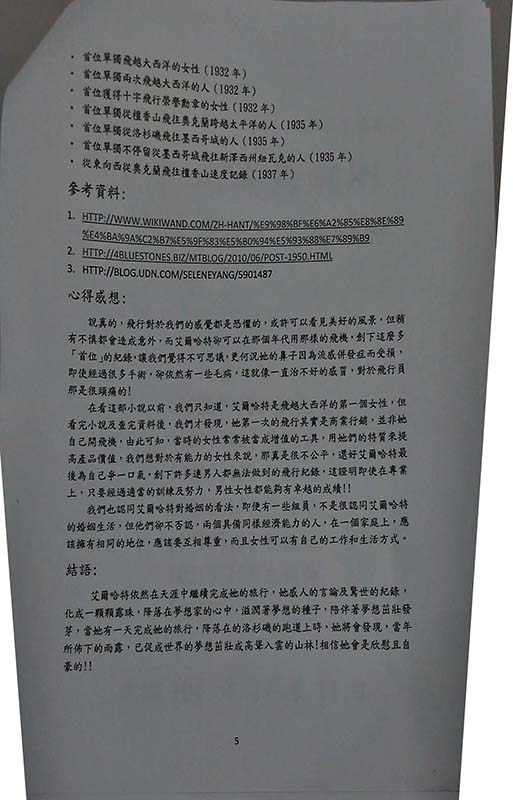 • 首位單獨飛越大西洋的女性 (1932 年)
• 首位單獨兩次飛越大西洋的人 (1932 年)
• 首位獲得十字飛行榮譽勳章的女性 (1932 年)
• 首位單獨從檀香山飛往奧克蘭跨越太平洋的人 (1935 年)
• 首位單獨從洛杉磯飛往墨西哥城的人 (1935 年)
• 首位單獨不停留從墨西哥城飛往新澤西州紐瓦克的人 (1935 年)
• 從東向西從奧克蘭飛往檀香山速度記錄 (1937 年)
參考資料:
1. HTTP://WWW.WIKIWAND.COM/ZH-HANT/%E9%98%BF%E6%A2%85%E8%8E%89
%E4%BA%9A%C2%B7%E5%9F%83%E5%B0%94%E5%93%88%E7%89%B9
2. HTTP://4BLUESTONES.BIZ/MTBLOG/2010/06/POST-1950.HTML
3. HTTP://BLOG.UDN.COM/SELENEYANG/5901487
心得感想:
說真的,飛行對於我們的感覺都是恐懼的,或許可以看見美好的風景,但稍
有不慎都會造成意外,而艾爾哈特卻可以在那個年代用那樣的飛機,創下這麼多
「首位」的紀錄,讓我們覺得不可思議,更何況她的鼻子因為流感併發症而受損,
即使經過很多手術,卻依然有一些毛病,這就像一直治不好的感冒,對於飛行員
那是很頭痛的!
在看這部小說以前,我們只知道,艾爾哈特是飛越大西洋的第一個女性,但
看完小說及查完資料後,我們才發現,她第一次的飛行其實是商業行銷,並非她
自己開飛機,由此可知,當時的女性常常被當成增值的工具,用她們的特質來提
高產品價值,我們想對於有能力的女性來說,那真是很不公平,還好艾爾哈特最
後為自己爭一口氣,創下許多連男人都無法做到的飛行紀錄,這證明即使在專業
上,只要經過適當的訓練及努力,男性女性都能夠有卓越的成績!!
我們也認同艾爾哈特對婚姻的看法,即使有一些組員,不是很認同艾爾哈特
的婚姻生活,但他們卻不否認,兩個具備同樣經濟能力的人,在一個家庭上,應
該擁有相同的地位,應該要互相尊重,而且女性可以有自己的工作和生活方式。
結語:
艾爾哈特依然在天涯中繼續完成她的旅行,她感人的言論及驚世的紀錄,
化成一顆顆露珠,降落在夢想家的心中,滋潤著夢想的種子,陪伴著夢想茁壯發
芽,當她有一天完成她的旅行,降落在的洛杉磯的跑道上時,她將會發現,當年
所佈下的雨露,已促成世界的夢想茁壯成高聳入雲的山林!相信她會是欣慰且自
豪的!!
5